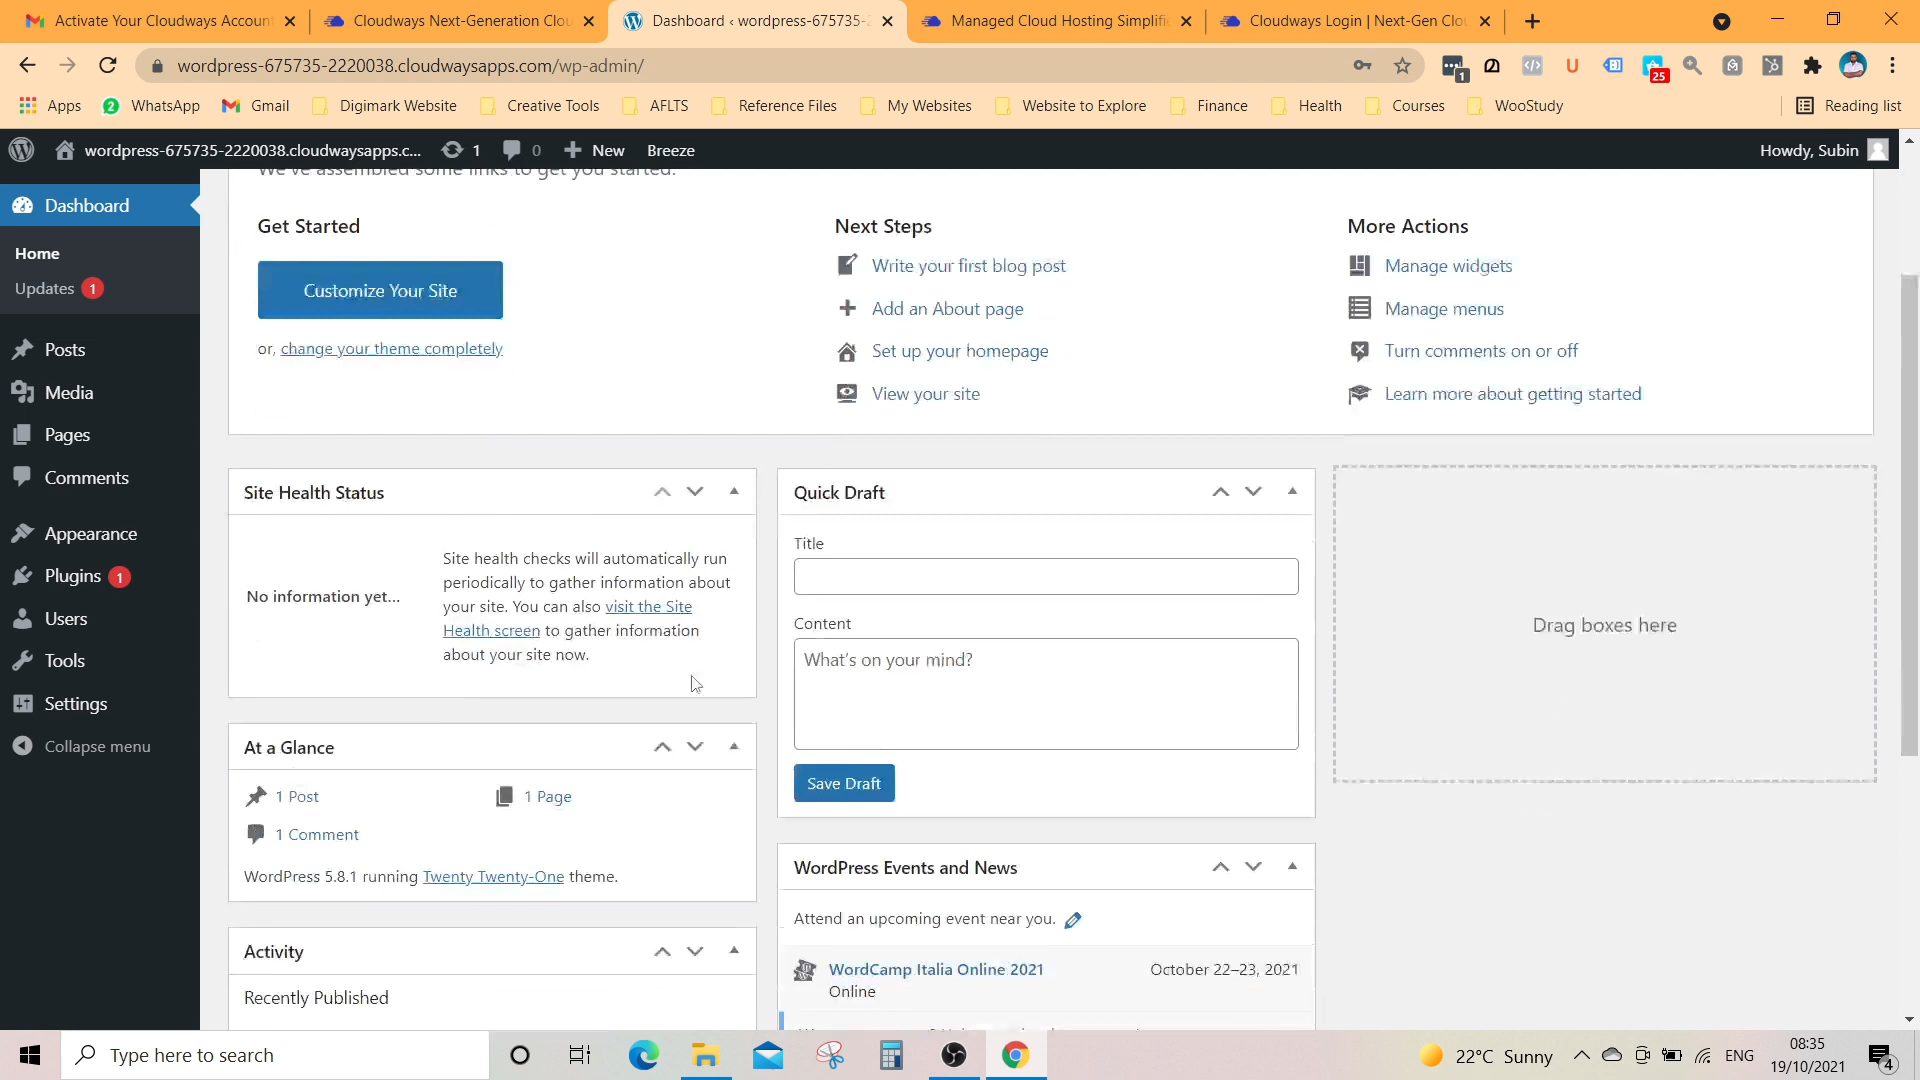 Activate Your Cloudways Account
Cloudways Next-Generation Clou
Dashboard ‹ wordpress-675735-2
Managed Cloud Hosting Simplifie
Cloudways Login | Next-Gen Clou
wordpress-675735-2220038.cloudwaysapps.com/wp-admin/
1
U
25
Apps
2
WhatsApp
Gmail
Digimark Website
Creative Tools
AFLTS
Reference Files
My Websites
Website to Explore
Finance
Health
Courses
WooStudy
Reading list
wordpress-675735-2220038.cloudwaysapps.c...
1
0
New
Breeze
Howdy, Subin
Dashboard
Home
Updates 1
Posts
Media
Pages
Comments
Appearance
Plugins 1
Users
Tools
Settings
Collapse menu
We've assembled some links to get you started:
Get Started
Customize Your Site
or, change your theme completely
Next Steps
Write your first blog post
Add an About page
Set up your homepage
View your site
More Actions
Manage widgets
Manage menus
Turn comments on or off
Learn more about getting started
Site Health Status
No information yet...
Site health checks will automatically run
periodically to gather information about
your site. You can also visit the Site
Health screen to gather information
about your site now.
At a Glance
1 Post
1 Page
1 Comment
WordPress 5.8.1 running Twenty Twenty-One theme.
Activity
Recently Published
Quick Draft
Title
Content
What's on your mind?
Save Draft
WordPress Events and News
Attend an upcoming event near you.
WordCamp Italia Online 2021
October 22–23, 2021
Online
Drag boxes here
Type here to search
22°C Sunny
ENG
08:35
19/10/2021
4